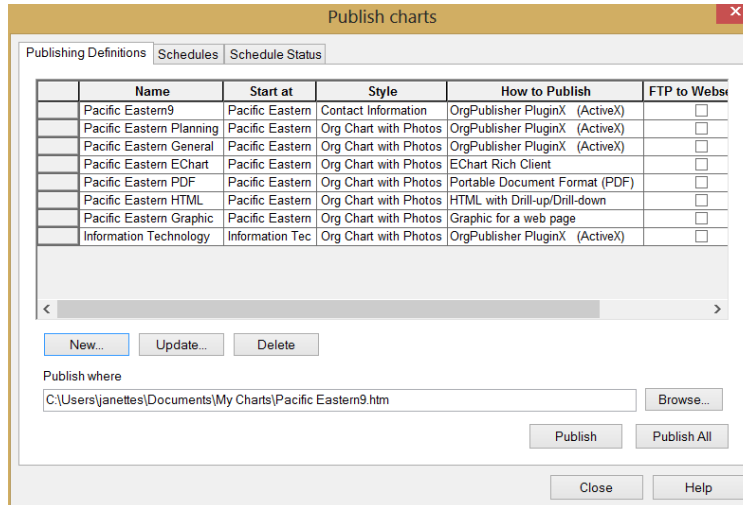 Publish charts
Publishing Definitions Schedules Schedule Status
Name Start at Style How to Publish FTP to Webse
Pacific Eastern9 Pacific Eastern Contact Information OrgPublisher PluginX (ActiveX)
Pacific Eastern Planning Pacific Eastern Org Chart with Photos OrgPublisher PluginX (ActiveX)
Pacific Eastern General Pacific Eastern Org Chart with Photos OrgPublisher PluginX (ActiveX)
Pacific Eastern EChart Pacific Eastern Org Chart with Photos EChart Rich Client
Pacific Eastern PDF Pacific Eastern Org Chart with Photos Portable Document Format (PDF)
Pacific Eastern HTML Pacific Eastern Org Chart with Photos HTML with Drill-up/Drill-down
Pacific Eastern Graphic Pacific Eastern Org Chart with Photos Graphic for a web page
Information Technology Information Tec Org Chart with Photos OrgPublisher PluginX (ActiveX)
New... Update... Delete
Publish where
C:\Users\janettes\Documents\My Charts\Pacific Eastern9.htm Browse...
Publish Publish All
Close Help